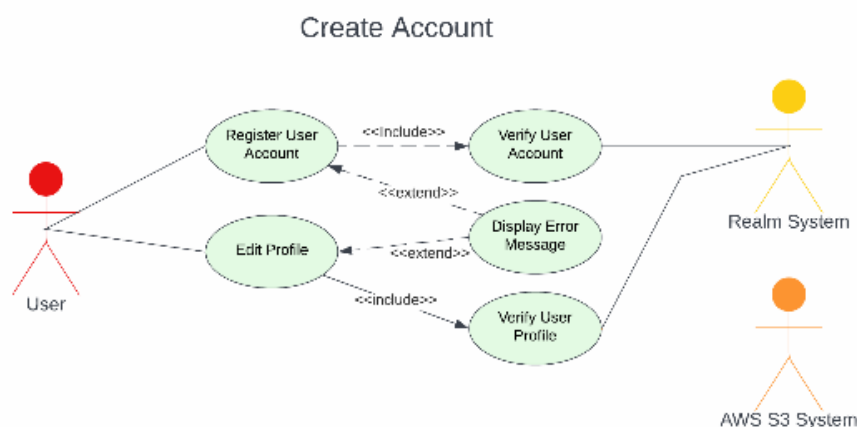 Create Account
Register User
Account
<<Include>>
Verify User
Account
<<extend>>
Display Error
Message
Edit Profile
<<extend>>
<<include>>
Verify User
Profile
User
Realm System
AWS S3 System